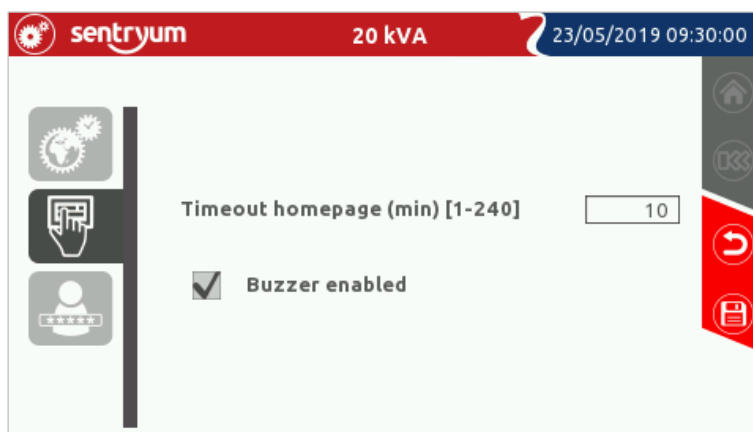 sentryum 20 kVA 23/05/2019 09:30:00
Timeout homepage (min) [1-240] 10
Buzzer enabled
*****